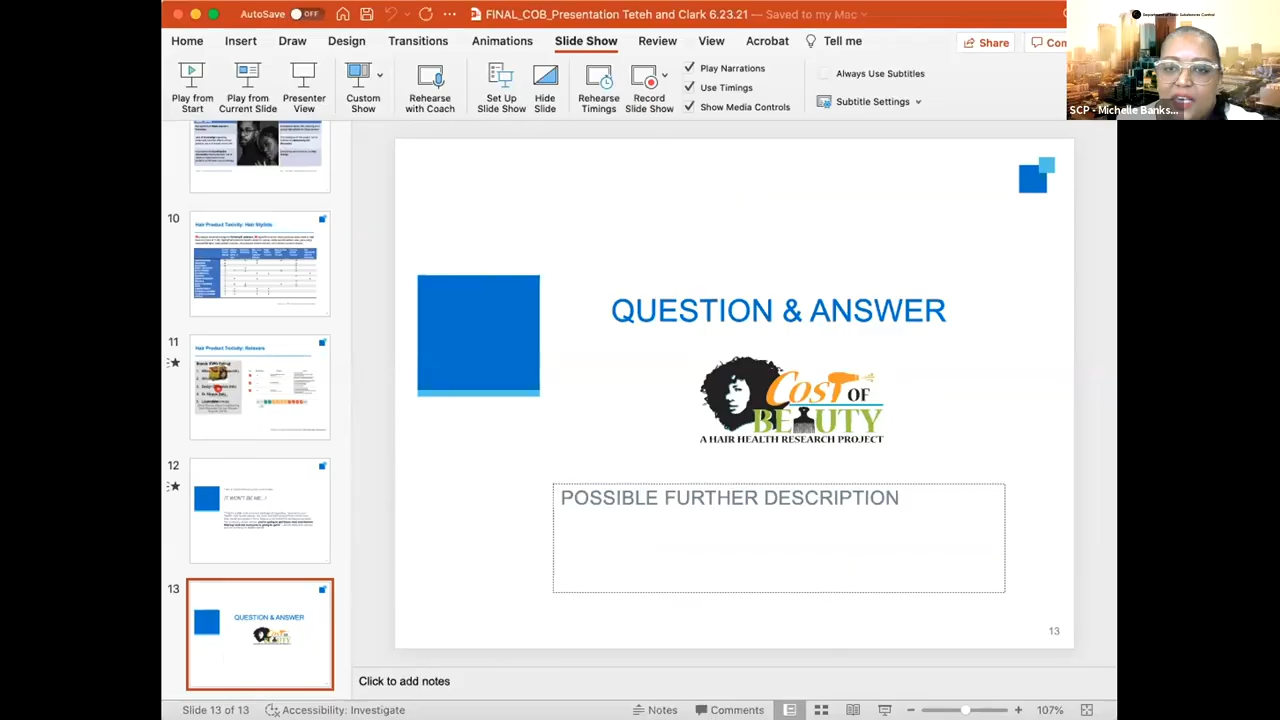 AutoSave OFF
FINAL_COB_Presentation Teteh and Clark 6.23.21 — Saved to my Mac
Home Insert Draw Design Transitions Animations Slide Show Review View Acrobat Tell me
Share
Com
Play from Start
Play from Current Slide
Presenter View
Custom Show
Rehearse with Coach
Set Up Slide Show
Hide Slide
Rehearse Timings
Record Slide Show
Play Narrations
Use Timings
Show Media Controls
Always Use Subtitles
Subtitle Settings
SCP - Michelle Banks...
10
Hair Product Toxicity: Hair Stylists
11
Hair Product Toxicity: Relaxers
12
IT WON'T BE ME...!
13
QUESTION & ANSWER
COST OF
BEAUTY
QUESTION & ANSWER
COST OF
BEAUTY
A HAIR HEALTH RESEARCH PROJECT
POSSIBLE FURTHER DESCRIPTION
13
Click to add notes
Slide 13 of 13
Accessibility: Investigate
Notes
Comments
107%